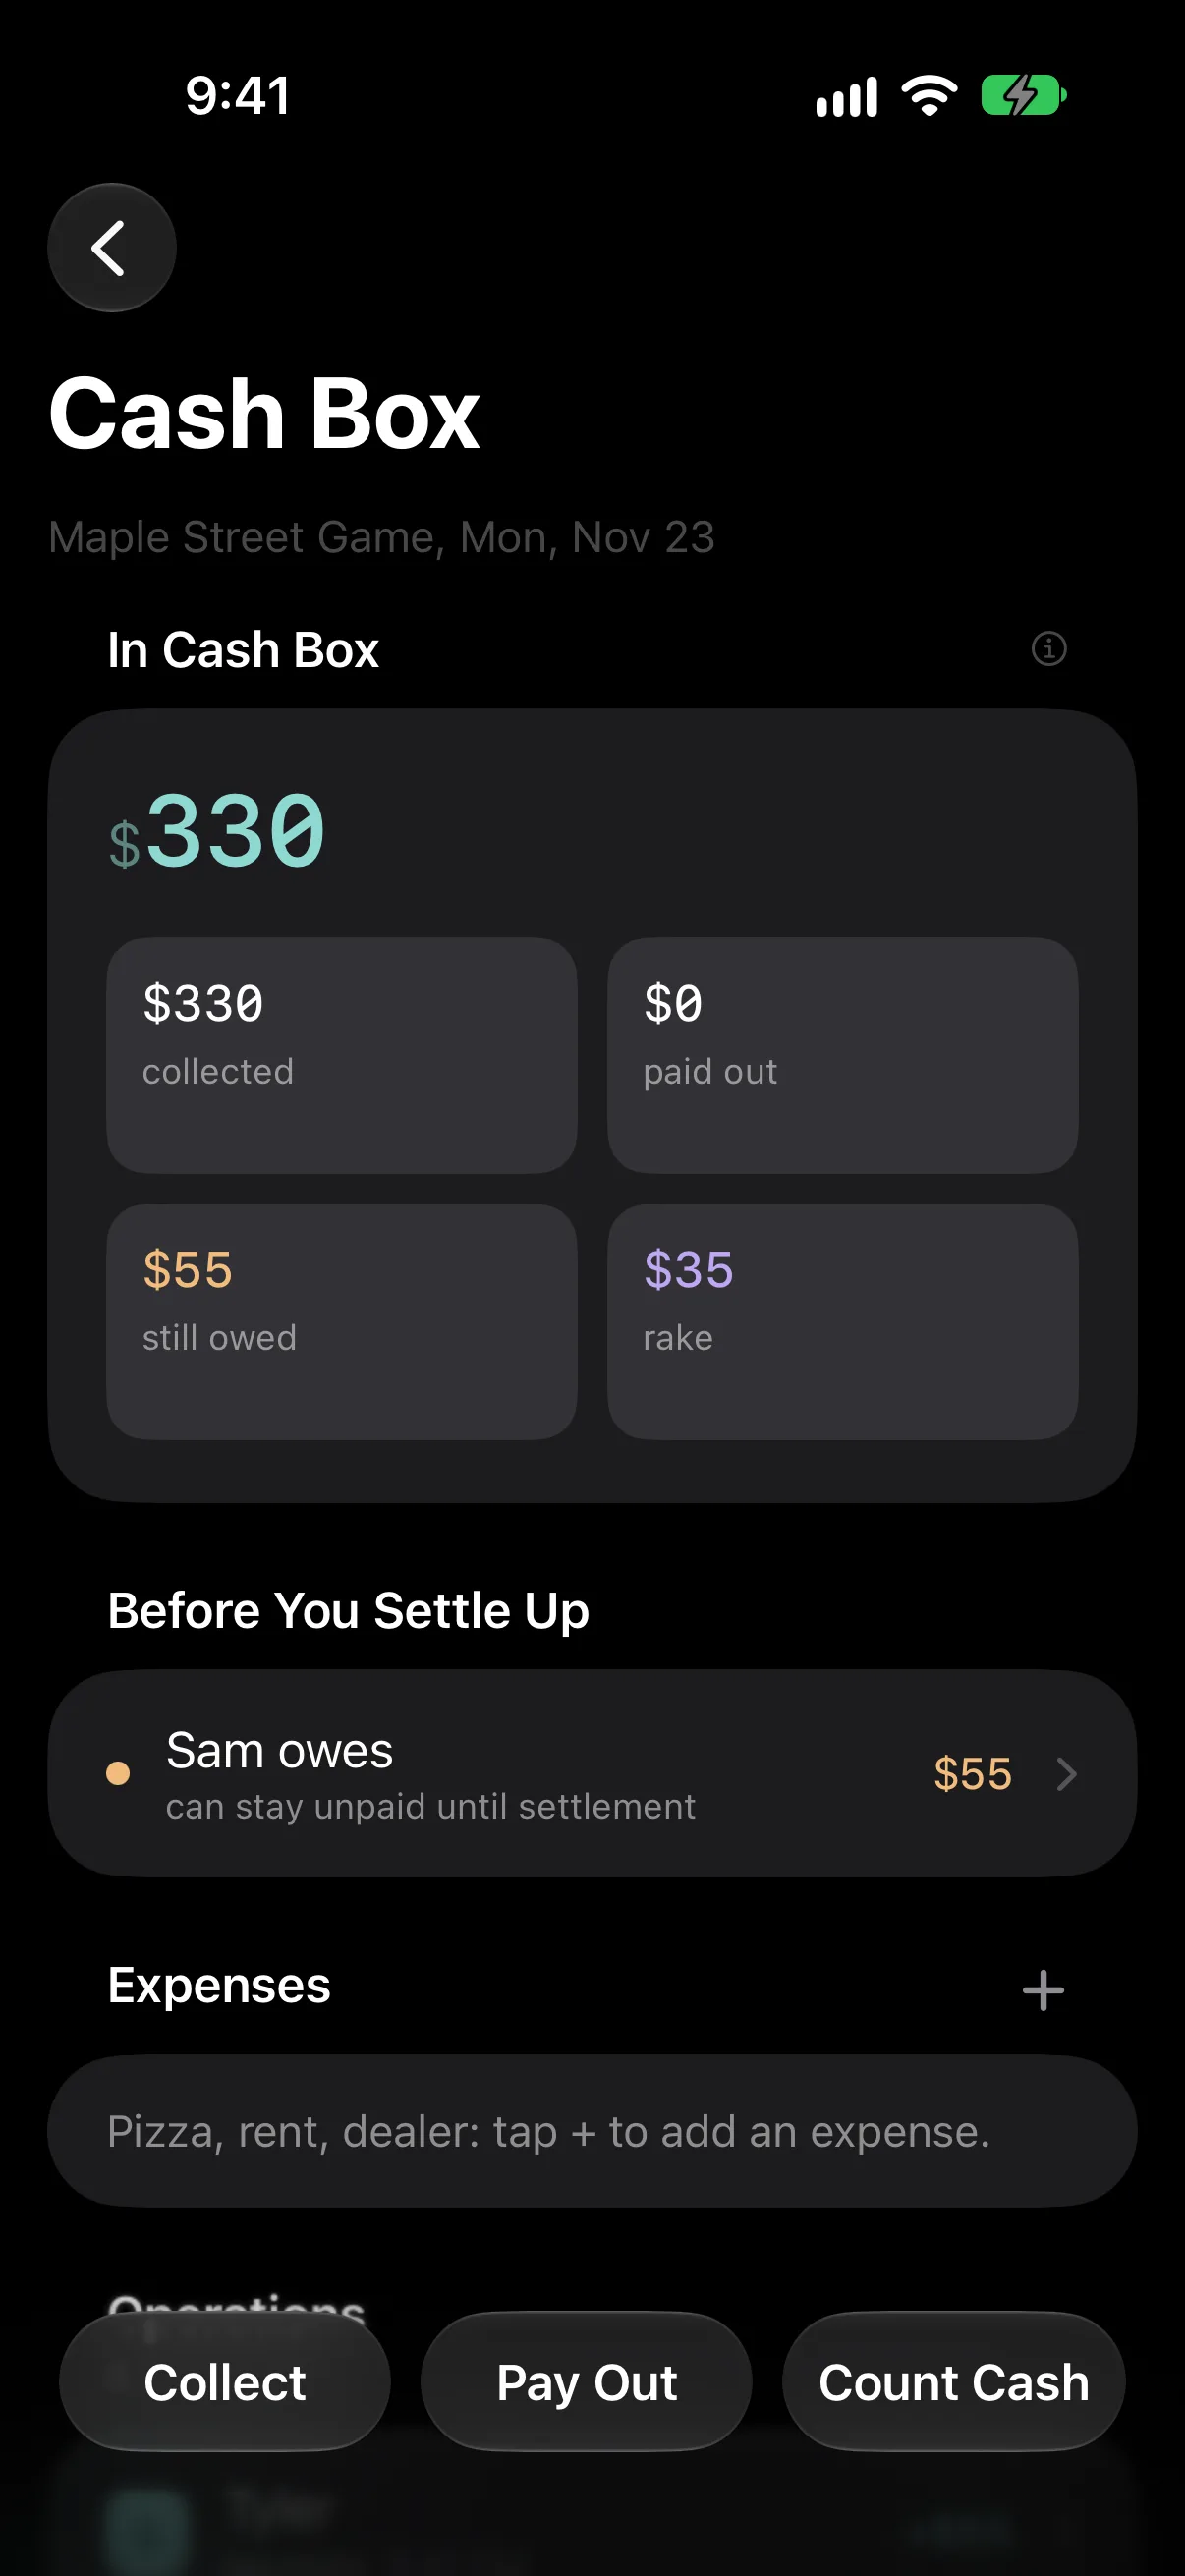 9:41
Cash Box
Maple Street Game, Mon, Nov 23
In Cash Box
$330
$330
collected
$0
paid out
$55
still owed
$35
rake
Before You Settle Up
Sam owes
can stay unpaid until settlement
$55
Expenses
Pizza, rent, dealer: tap + to add an expense.
Operations
Collect
Pay Out
Count Cash
Tyler